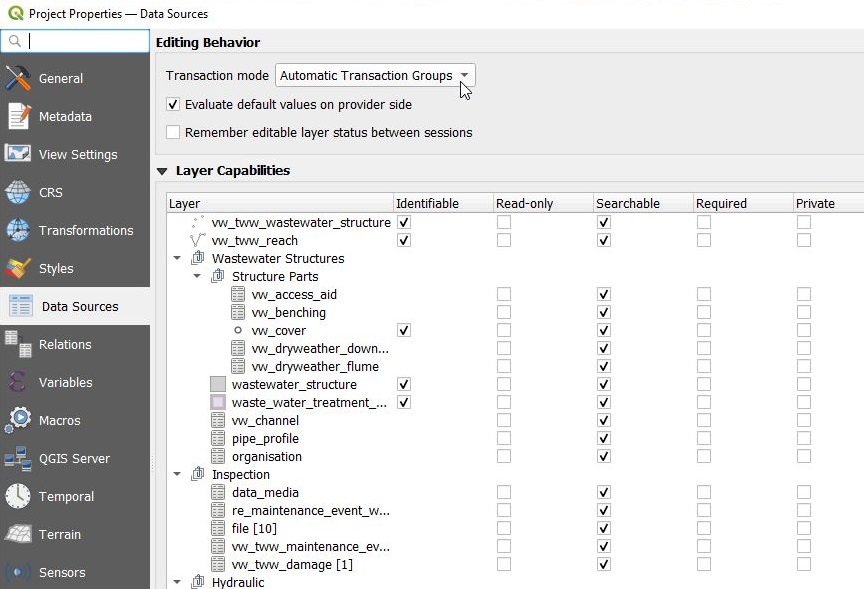 Project Properties — Data Sources
Editing Behavior
Transaction mode Automatic Transaction Groups
Evaluate default values on provider side
Remember editable layer status between sessions
Layer Capabilities
General
Metadata
View Settings
CRS
Transformations
Styles
Data Sources
Relations
Variables
Macros
QGIS Server
Temporal
Terrain
Sensors
Layer Identifiable Read-only Searchable Required Private
vw_tww_wastewater_structure
vw_tww_reach
Wastewater Structures
Structure Parts
vw_access_aid
vw_benching
vw_cover
vw_dryweather_down...
vw_dryweather_flume
wastewater_structure
waste_water_treatment_...
vw_channel
pipe_profile
organisation
Inspection
data_media
re_maintenance_event_w...
file [10]
vw_tww_maintenance_ev...
vw_tww_damage [1]
Hydraulic